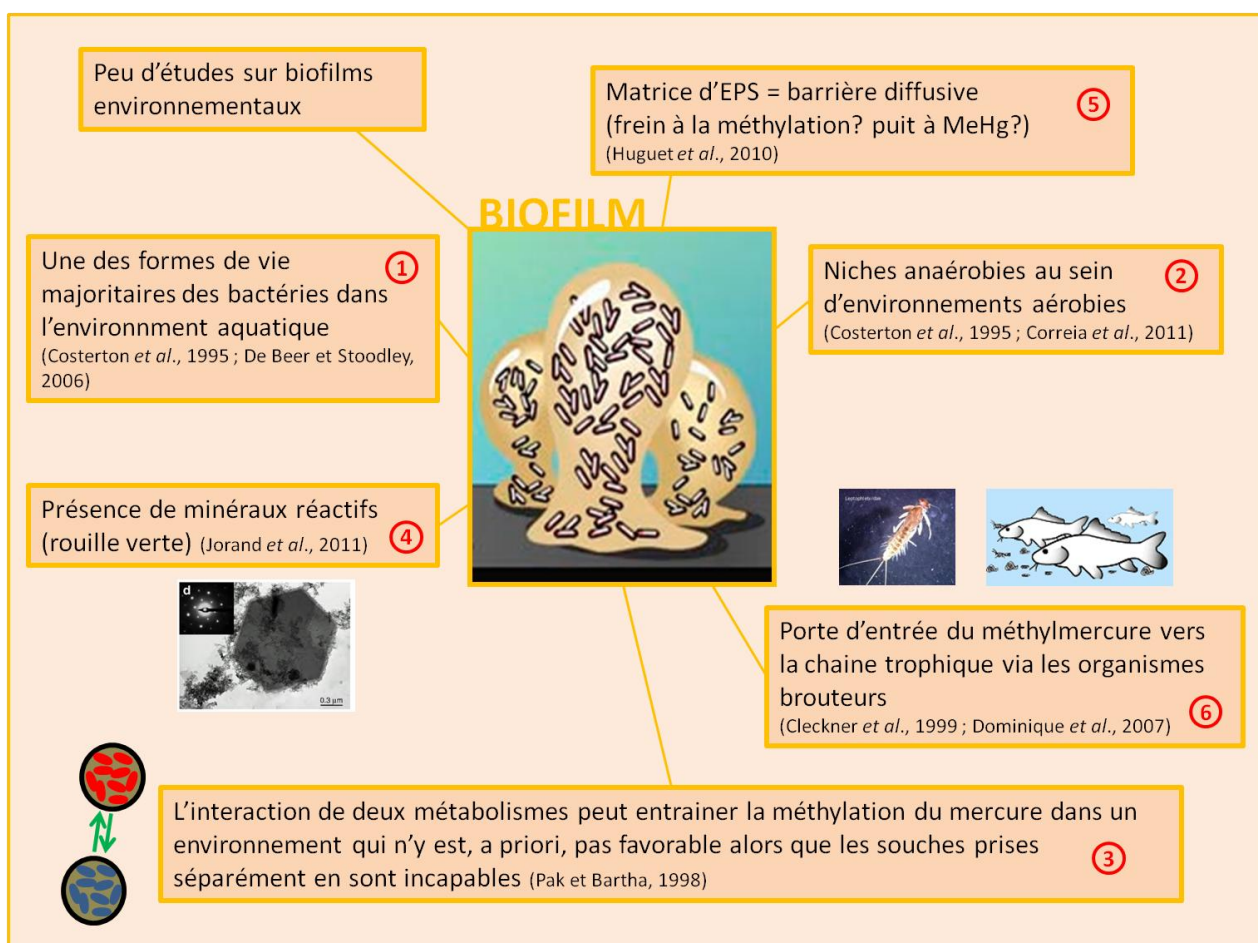 Peu d'études sur biofilms
environnementaux
Matrice d'EPS = barrière diffusive
(frein à la méthylation? puit à MeHg?)
(Huguet et al., 2010)
5
BIOFILM
Une des formes de vie
majoritaires des bactéries dans
l'environnment aquatique
(Costerton et al., 1995 ; De Beer et Stoodley,
2006)
1
Niches anaérobies au sein
d'environnements aérobies
(Costerton et al., 1995 ; Correia et al., 2011)
2
Présence de minéraux réactifs
(rouille verte) (Jorand et al., 2011)
4
d
0.3 µm
Porte d'entrée du méthylmercure vers
la chaine trophique via les organismes
brouteurs
(Cleckner et al., 1999 ; Dominique et al., 2007)
6
L'interaction de deux métabolismes peut entrainer la méthylation du mercure dans un
environnement qui n'y est, a priori, pas favorable alors que les souches prises
séparément en sont incapables (Pak et Bartha, 1998)
3